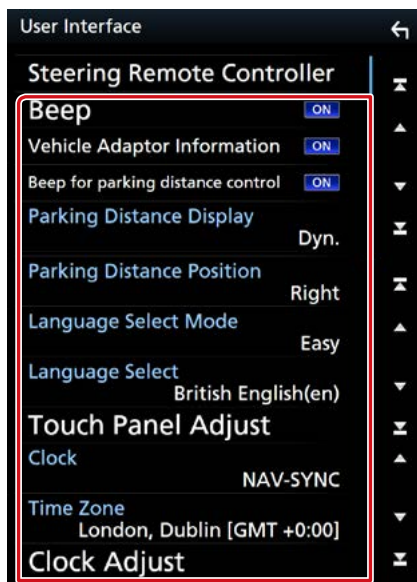 User Interface
Steering Remote Controller
Beep ON
Vehicle Adaptor Information ON
Beep for parking distance control ON
Parking Distance Display
Dyn.
Parking Distance Position
Right
Language Select Mode
Easy
Language Select
British English(en)
Touch Panel Adjust
Clock
NAV-SYNC
Time Zone
London, Dublin [GMT +0:00]
Clock Adjust